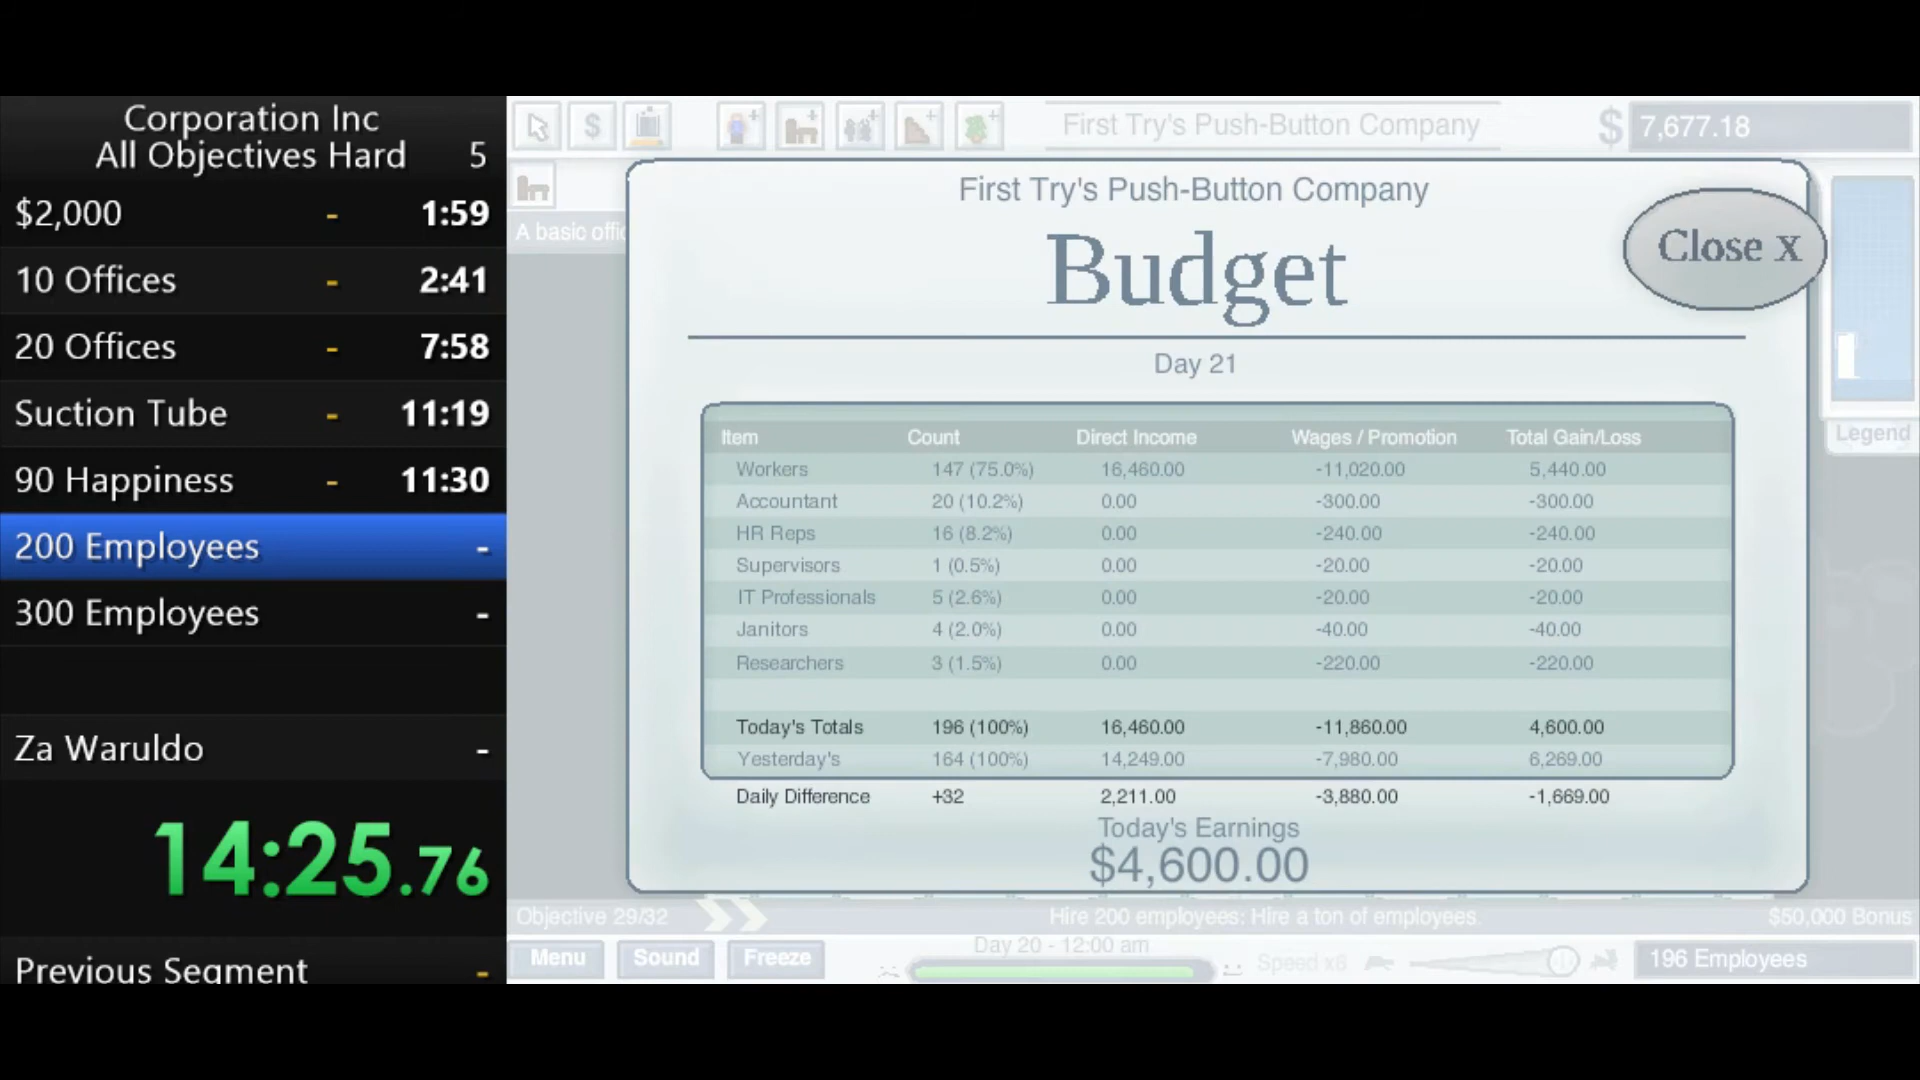 Corporation Inc
All Objectives Hard 5
$2,000 - 1:59
10 Offices - 2:41
20 Offices - 7:58
Suction Tube - 11:19
90 Happiness - 11:30
200 Employees -
300 Employees -
Za Waruldo -
14:25.76
Previous Segment -
$
First Try's Push-Button Company
$ 7,677.18
A basic offic
First Try's Push-Button Company
Budget
Close X
Day 21
Item Count Direct Income Wages / Promotion Total Gain/Loss
Workers 147 (75.0%) 16,460.00 -11,020.00 5,440.00
Accountant 20 (10.2%) 0.00 -300.00 -300.00
HR Reps 16 (8.2%) 0.00 -240.00 -240.00
Supervisors 1 (0.5%) 0.00 -20.00 -20.00
IT Professionals 5 (2.6%) 0.00 -20.00 -20.00
Janitors 4 (2.0%) 0.00 -40.00 -40.00
Researchers 3 (1.5%) 0.00 -220.00 -220.00
Today's Totals 196 (100%) 16,460.00 -11,860.00 4,600.00
Yesterday's 164 (100%) 14,249.00 -7,980.00 6,269.00
Daily Difference +32 2,211.00 -3,880.00 -1,669.00
Today's Earnings
$4,600.00
Legend
Objective 29/32 Hire 200 employees: Hire a ton of employees. $50,000 Bonus
Menu Sound Freeze Day 20 - 12:00 am Speed x8 196 Employees